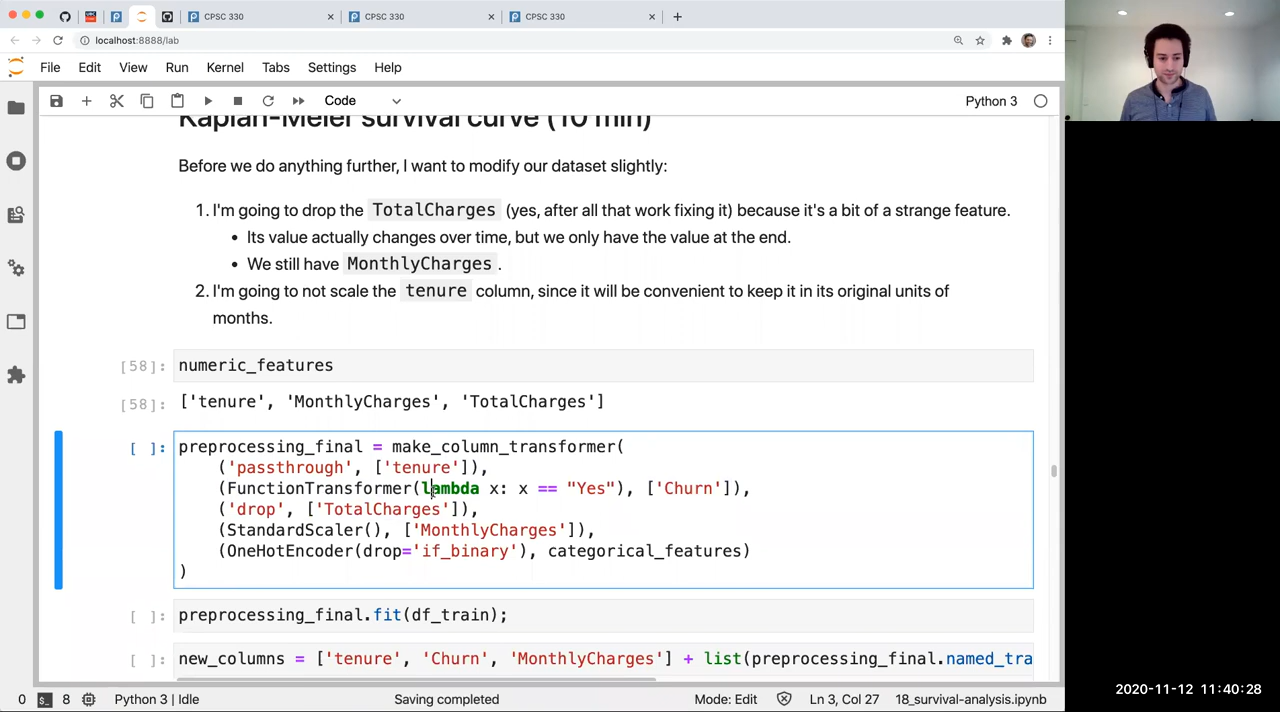 CPSC 330
CPSC 330
CPSC 330
localhost:8888/lab
File Edit View Run Kernel Tabs Settings Help
Code
Python 3
Kaplan-Meier survival curve (10 min)
Before we do anything further, I want to modify our dataset slightly:
1. I'm going to drop the TotalCharges (yes, after all that work fixing it) because it's a bit of a strange feature.
• Its value actually changes over time, but we only have the value at the end.
• We still have MonthlyCharges.
2. I'm going to not scale the tenure column, since it will be convenient to keep it in its original units of
months.
[58]: numeric_features
[58]: ['tenure', 'MonthlyCharges', 'TotalCharges']
[ ]: preprocessing_final = make_column_transformer(
('passthrough', ['tenure']),
(FunctionTransformer(lambda x: x == "Yes"), ['Churn']),
('drop', ['TotalCharges']),
(StandardScaler(), ['MonthlyCharges']),
(OneHotEncoder(drop='if_binary'), categorical_features)
)
[ ]: preprocessing_final.fit(df_train);
[ ]: new_columns = ['tenure', 'Churn', 'MonthlyCharges'] + list(preprocessing_final.named_tra
0 8 Python 3 | Idle Saving completed Mode: Edit Ln 3, Col 27 18_survival-analysis.ipynb
2020-11-12 11:40:28